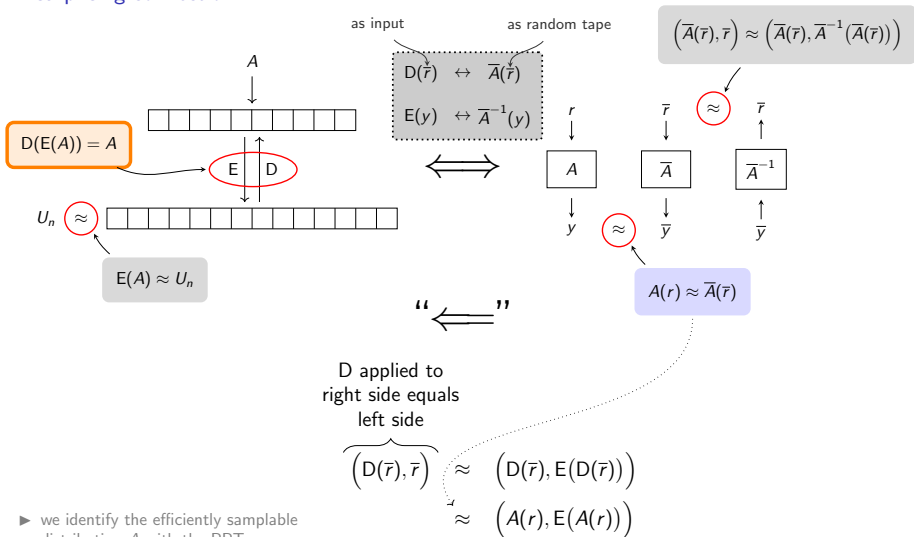 as input
as random tape
D(r̅) ↔ A̅(r̅)
E(y) ↔ A̅⁻¹(y)
(A̅(r̅), r̅) ≈ (A̅(r̅), A̅⁻¹(A̅(r̅)))
A
D(E(A)) = A
E D
Uₙ ≈
E(A) ≈ Uₙ
⟺
r r̅ ≈ r̅
A A̅ A̅⁻¹
y ≈ y̅ y̅
A(r) ≈ A̅(r̅)
“⟸”
D applied to
right side equals
left side
(D(r̅), r̅) ≈ (D(r̅), E(D(r̅)))
≈ (A(r), E(A(r)))
▶ we identify the efficiently samplable